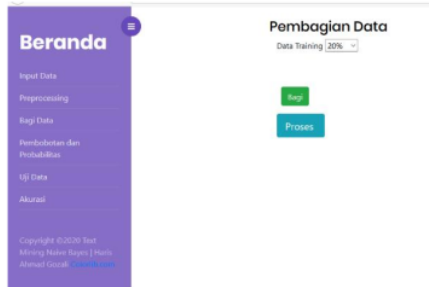 Beranda
Input Data
Preprocessing
Bagi Data
Pembobotan dan
Probabilitas
Uji Data
Akurasi
Copyright ©2020 Text
Mining Naive Bayes | Haris
Ahmad Gozali
Pembagian Data
Data Training 20%
Bagi
Proses